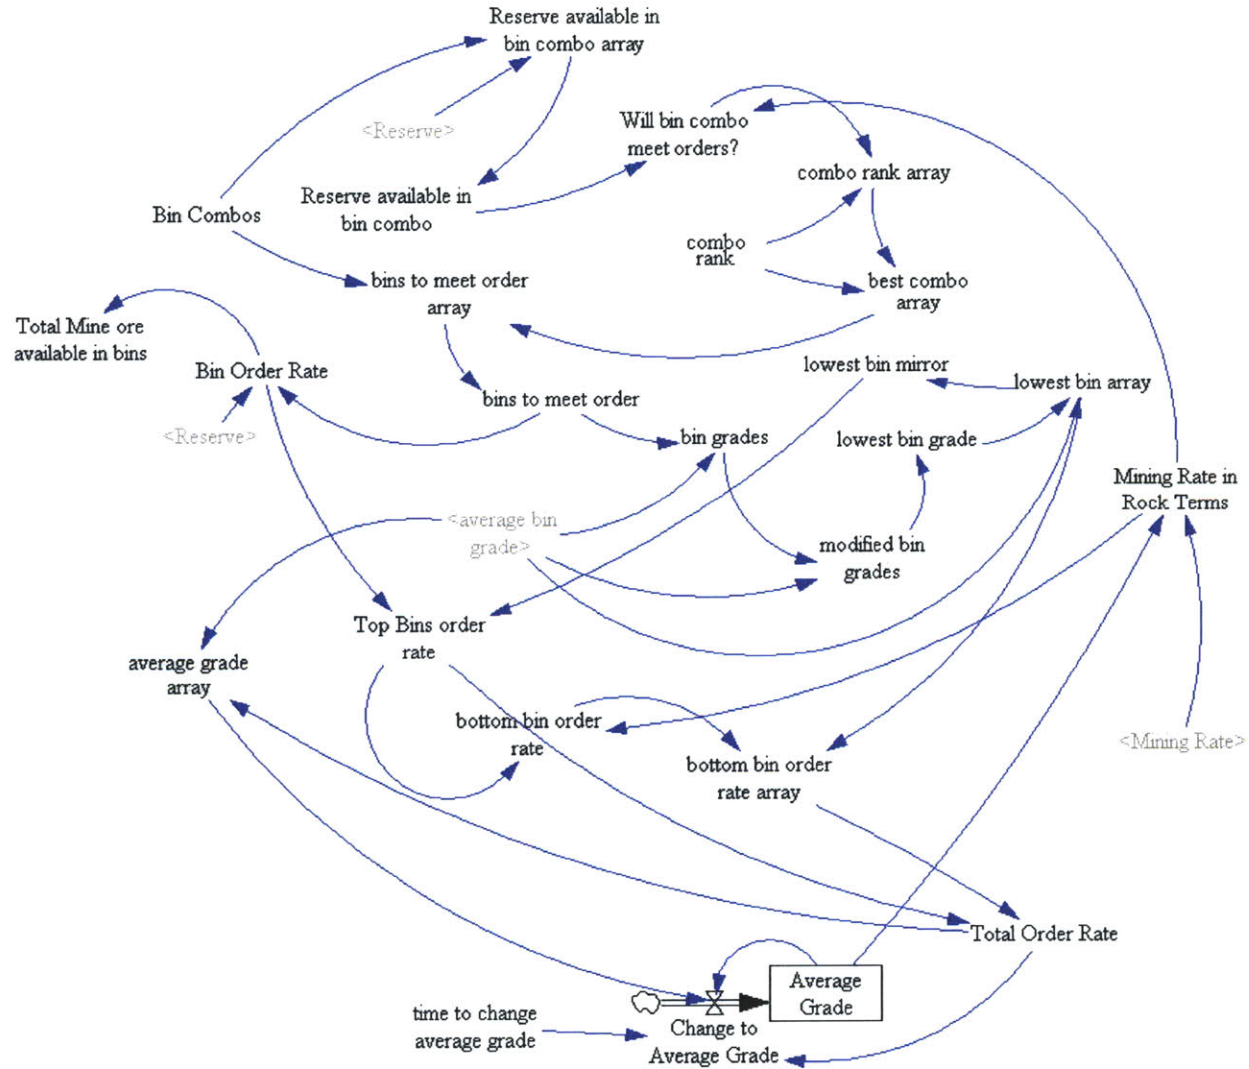 Reserve available in
bin combo array
<Reserve>
Will bin combo
meet orders?
combo rank array
Reserve available in
bin combo
Bin Combos
combo
rank
bins to meet order
array
best combo
array
Total Mine ore
available in bins
Bin Order Rate
lowest bin mirror
lowest bin array
bins to meet order
<Reserve>
bin grades
lowest bin grade
Mining Rate in
Rock Terms
<average bin
grade>
modified bin
grades
Top Bins order
rate
average grade
array
bottom bin order
rate
<Mining Rate>
bottom bin order
rate array
Total Order Rate
Average
Grade
time to change
average grade
Change to
Average Grade